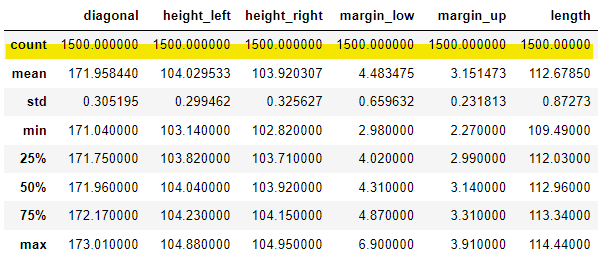 diagonal height_left height_right margin_low margin_up length
count 1500.000000 1500.000000 1500.000000 1500.000000 1500.000000 1500.00000
mean 171.958440 104.029533 103.920307 4.483475 3.151473 112.67850
std 0.305195 0.299462 0.325627 0.659632 0.231813 0.87273
min 171.040000 103.140000 102.820000 2.980000 2.270000 109.49000
25% 171.750000 103.820000 103.710000 4.020000 2.990000 112.03000
50% 171.960000 104.040000 103.920000 4.310000 3.140000 112.96000
75% 172.170000 104.230000 104.150000 4.870000 3.310000 113.34000
max 173.010000 104.880000 104.950000 6.900000 3.910000 114.44000